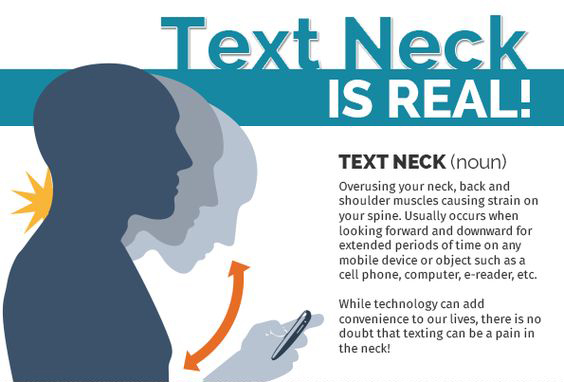 Text Neck
IS REAL!
TEXT NECK (noun)
Overusing your neck, back and
shoulder muscles causing strain on
your spine. Usually occurs when
looking forward and downward for
extended periods of time on any
mobile device or object such as a
cell phone, computer, e-reader, etc.
While technology can add
convenience to our lives, there is no
doubt that texting can be a pain in
the neck!